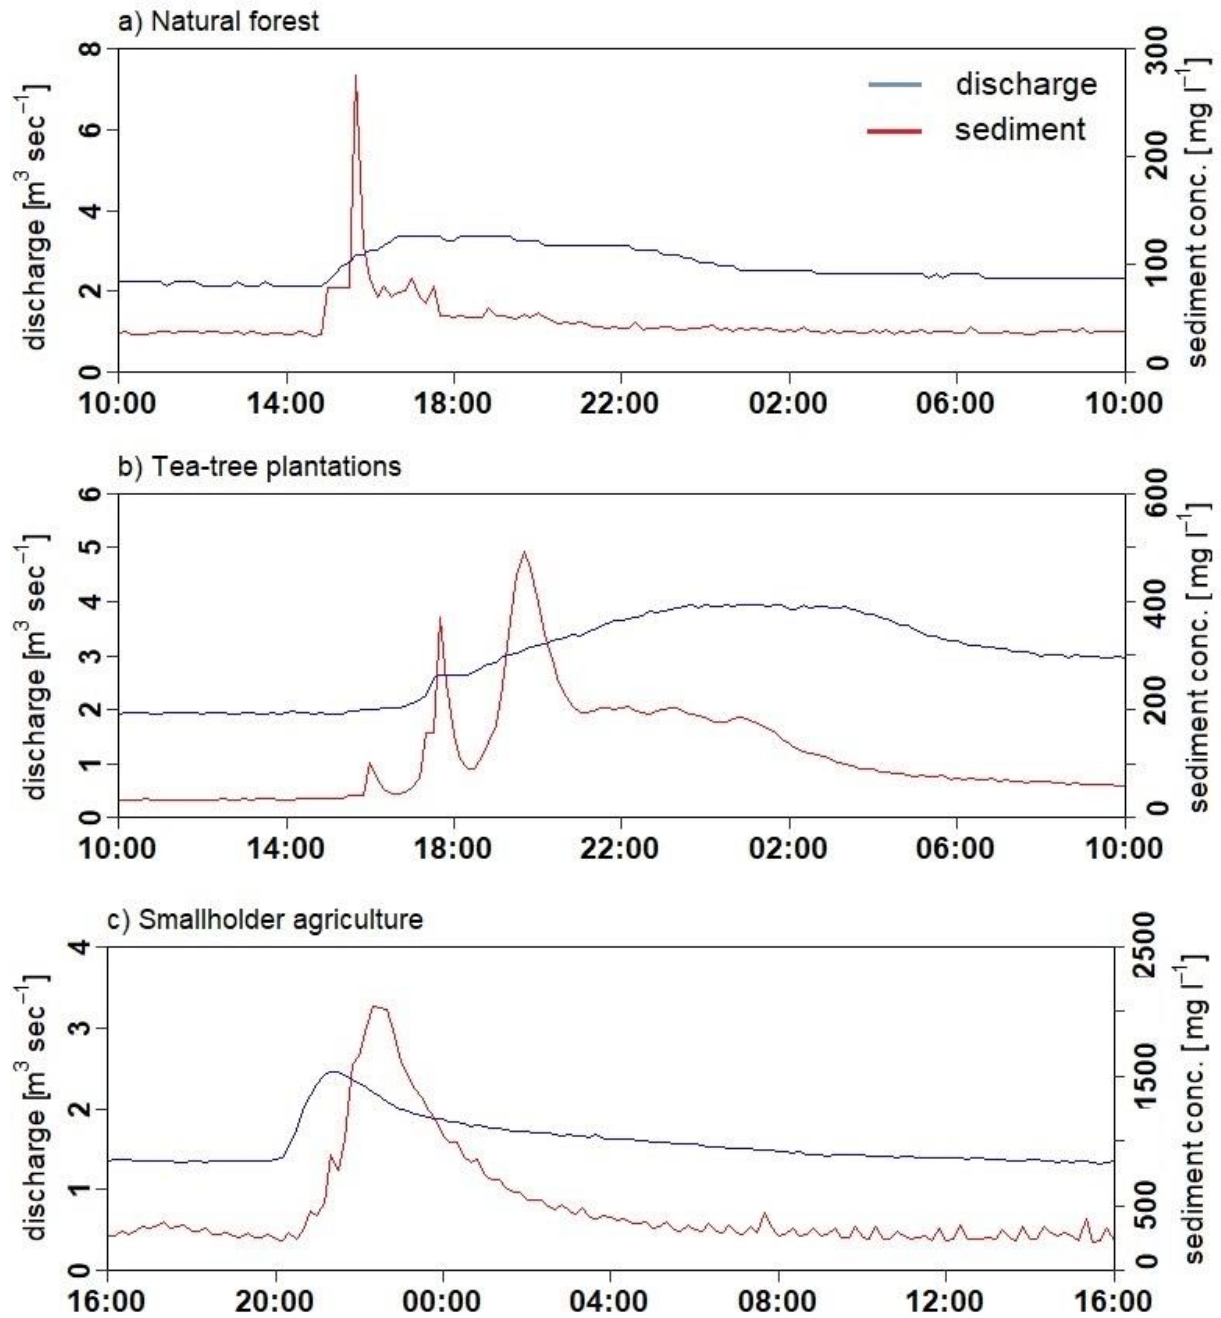 a) Natural forest
discharge [m³ sec⁻¹]
8
6
4
2
0
discharge
sediment
300
200
100
0
sediment conc. [mg l⁻¹]
10:00 14:00 18:00 22:00 02:00 06:00 10:00
b) Tea-tree plantations
discharge [m³ sec⁻¹]
6
5
4
3
2
1
0
600
400
200
0
sediment conc. [mg l⁻¹]
10:00 14:00 18:00 22:00 02:00 06:00 10:00
c) Smallholder agriculture
discharge [m³ sec⁻¹]
4
3
2
1
0
2500
1500
500
0
sediment conc. [mg l⁻¹]
16:00 20:00 00:00 04:00 08:00 12:00 16:00